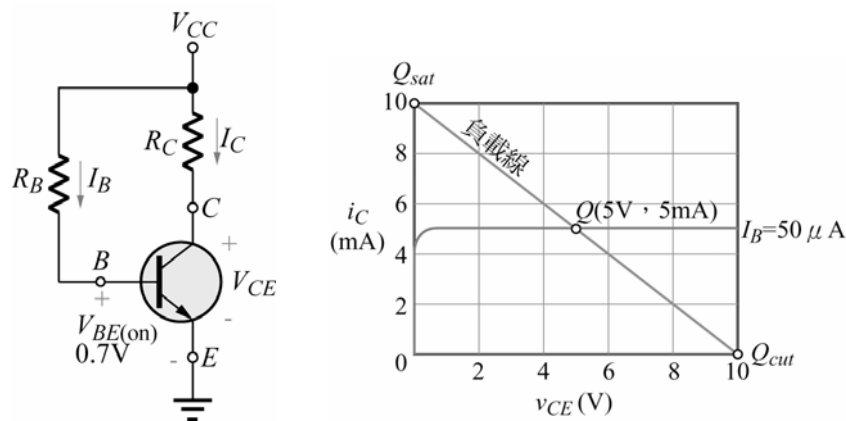 V_CC
R_C
I_C
R_B
I_B
C
B
+
+
V_CE
-
V_BE(on)
0.7V
-
E
Q_sat
10
8
6
4
2
0
i_C
(mA)
負載線
Q(5V，5mA)
I_B=50 μ A
Q_cut
2
4
6
8
10
v_CE (V)